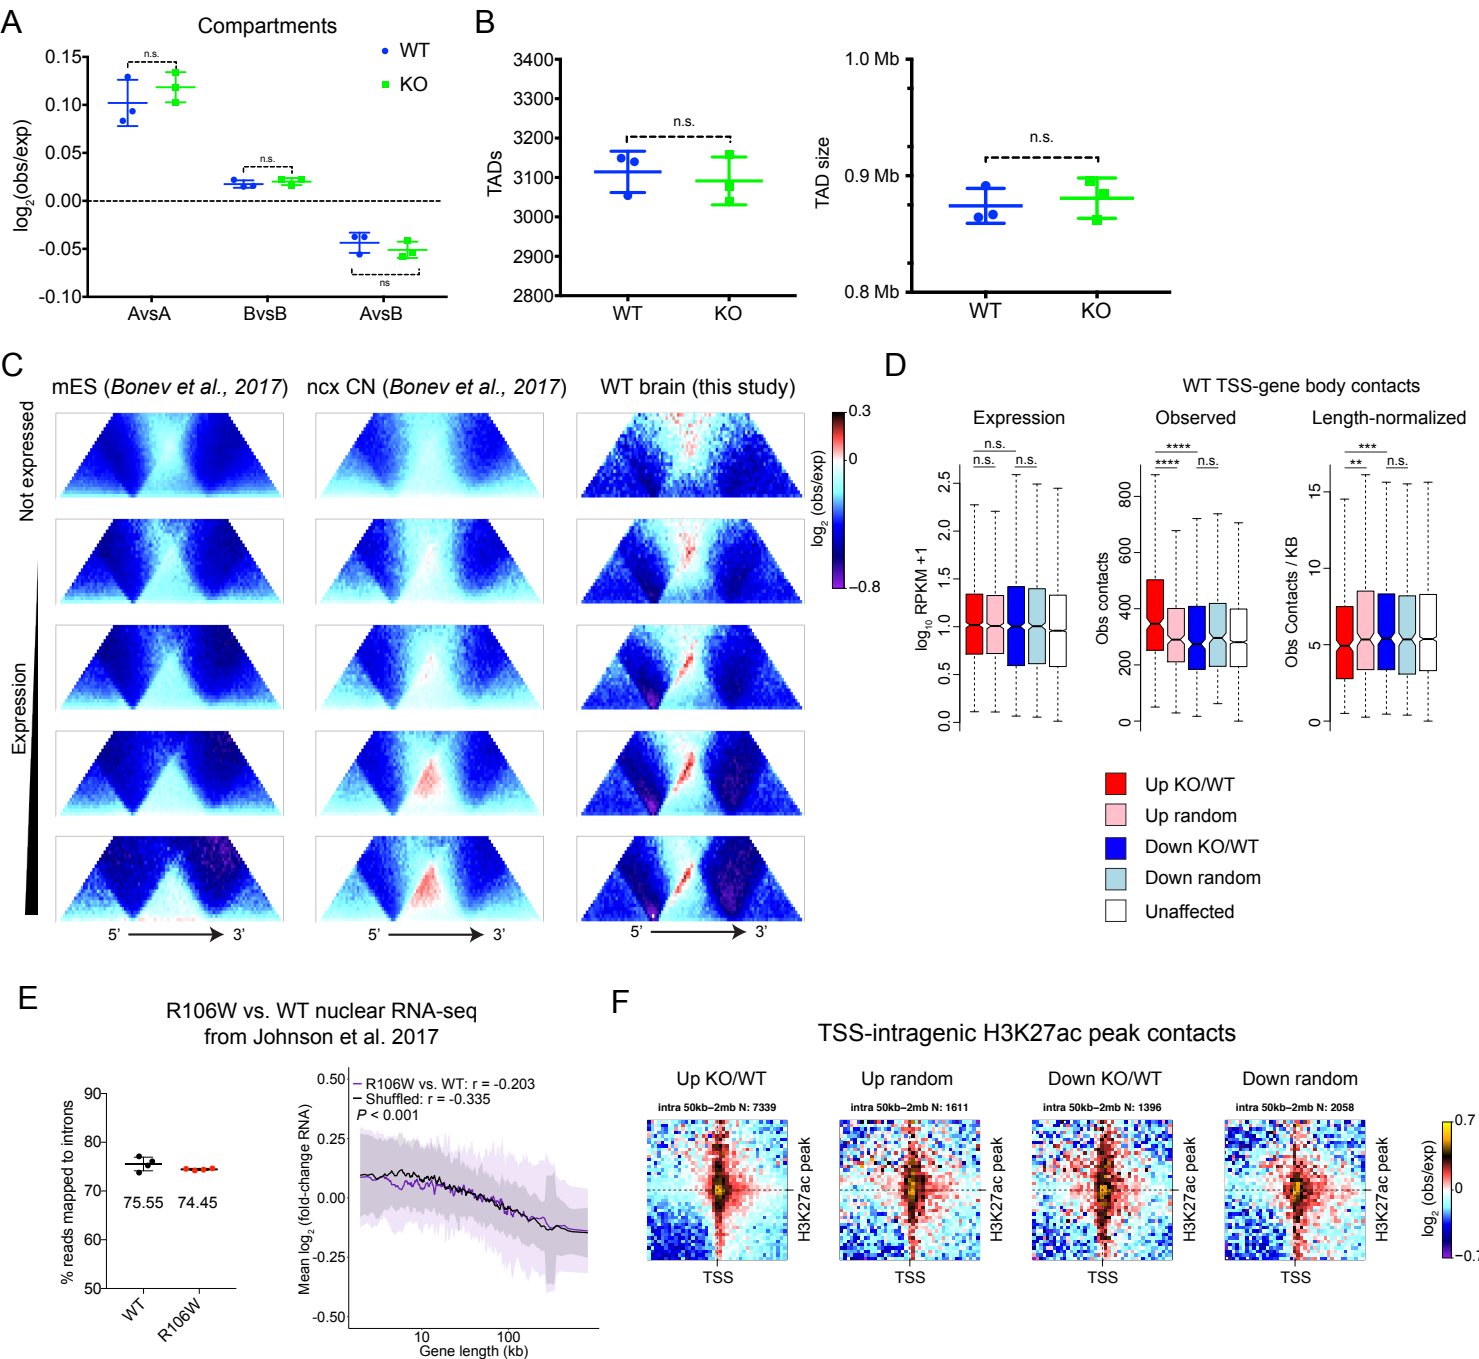 A
Compartments
WT
KO
0.15
0.10
0.05
0.00
-0.05
-0.10
log2(obs/exp)
n.s.
n.s.
ns
AvsA
BvsB
AvsB
B
3400
3300
3200
3100
3000
2900
2800
TADs
n.s.
WT
KO
1.0 Mb
0.9 Mb
0.8 Mb
TAD size
n.s.
WT
KO
C
mES (Bonev et al., 2017)
ncx CN (Bonev et al., 2017)
WT brain (this study)
Not expressed
Expression
0.3
0
−0.8
log2 (obs/exp)
5’
3’
5’
3’
5’
3’
D
WT TSS-gene body contacts
Expression
Observed
Length-normalized
n.s.
n.s.
n.s.
****
****
n.s.
***
**
n.s.
log10 RPKM +1
0.0
0.5
1.0
1.5
2.0
2.5
Obs contacts
0
200
400
600
800
Obs Contacts / KB
0
5
10
15
Up KO/WT
Up random
Down KO/WT
Down random
Unaffected
E
R106W vs. WT nuclear RNA-seq
from Johnson et al. 2017
% reads mapped to introns
90
80
70
60
50
75.55
74.45
WT
R106W
Mean log2 (fold-change RNA)
0.50
0.25
0.00
-0.25
-0.50
R106W vs. WT: r = -0.203
Shuffled: r = -0.335
P < 0.001
10
100
Gene length (kb)
F
TSS-intragenic H3K27ac peak contacts
Up KO/WT
Up random
Down KO/WT
Down random
intra 50kb−2mb N: 7339
intra 50kb−2mb N: 1611
intra 50kb−2mb N: 1396
intra 50kb−2mb N: 2058
H3K27ac peak
H3K27ac peak
H3K27ac peak
H3K27ac peak
TSS
TSS
TSS
TSS
0.7
0
−0.7
log2 (obs/exp)